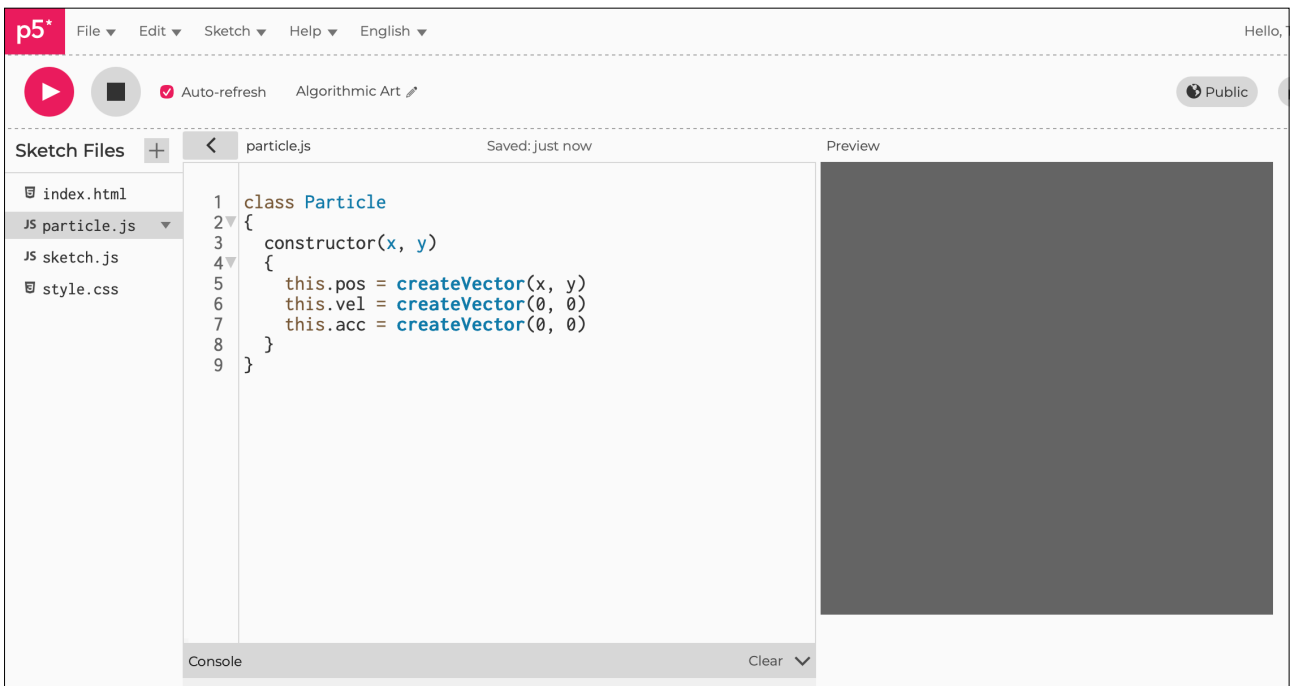 p5* File Edit Sketch Help English Hello,
Auto-refresh Algorithmic Art Public
Sketch Files + particle.js Saved: just now Preview
index.html
JS particle.js
JS sketch.js
style.css
1 class Particle
2 {
3   constructor(x, y)
4   {
5     this.pos = createVector(x, y)
6     this.vel = createVector(0, 0)
7     this.acc = createVector(0, 0)
8   }
9 }
Console Clear